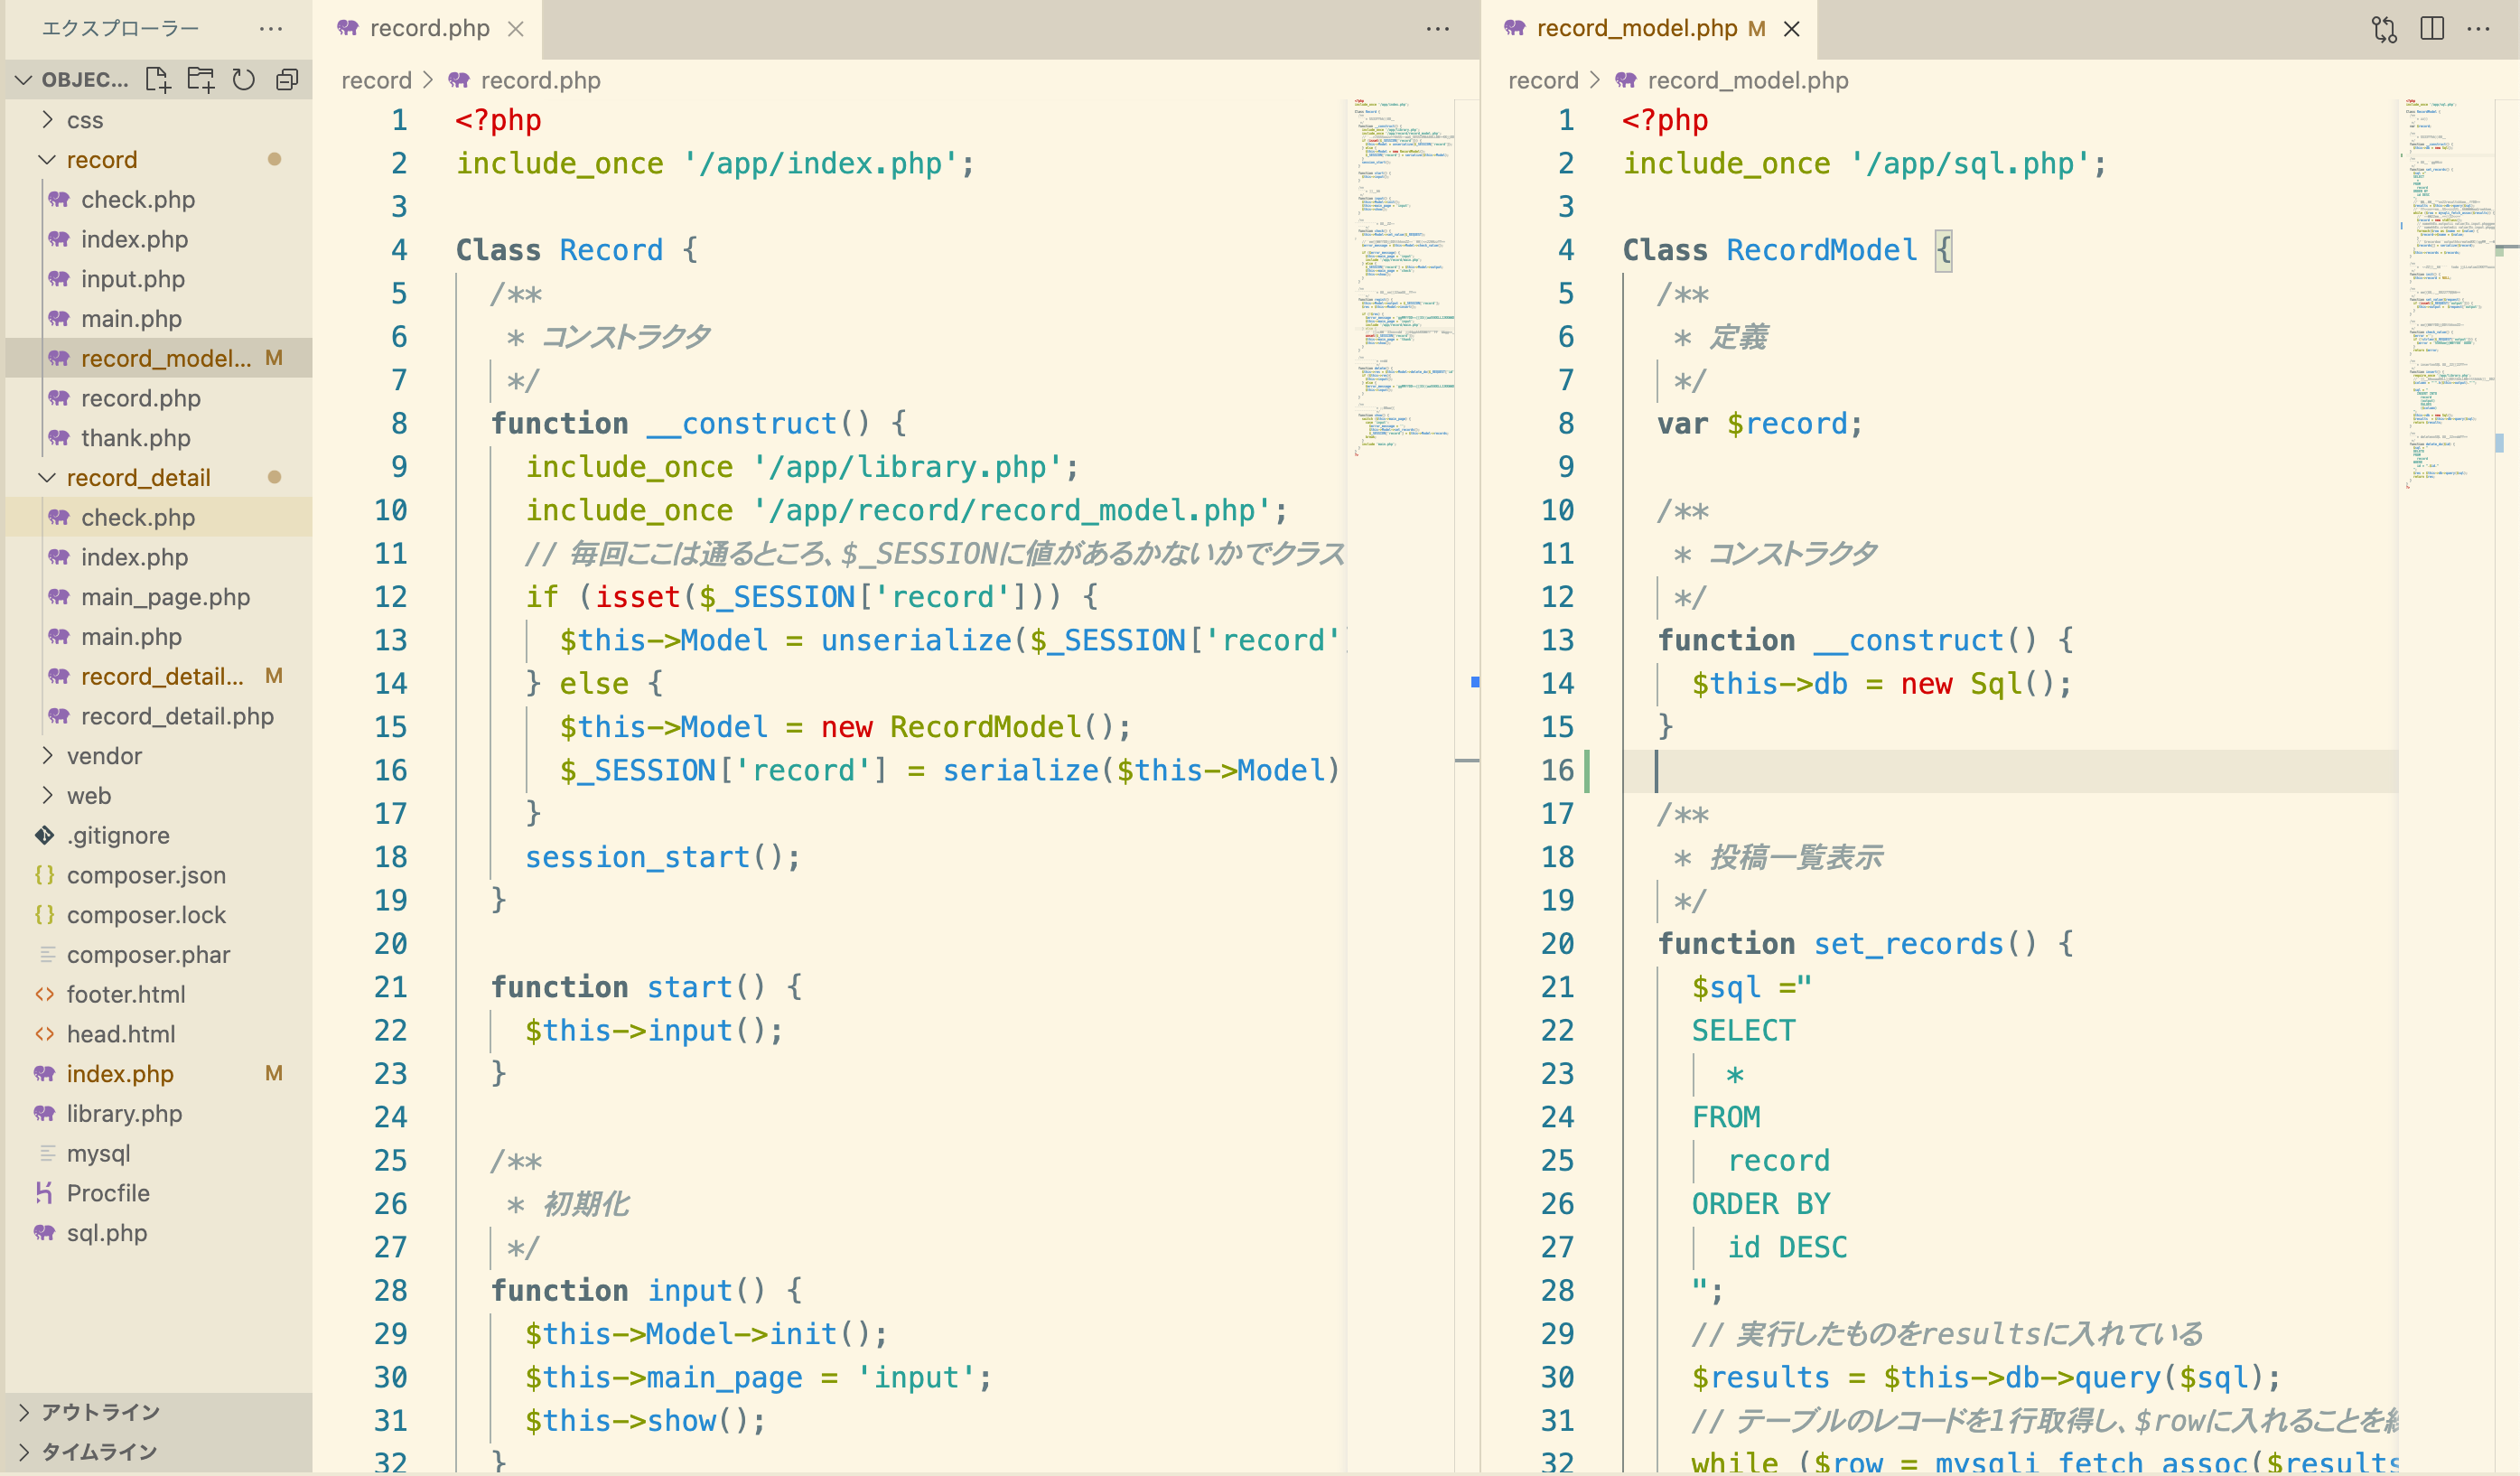 エクスプローラー
OBJEC...
css
record
check.php
index.php
input.php
main.php
record_model... M
record.php
thank.php
record_detail
check.php
index.php
main_page.php
main.php
record_detail... M
record_detail.php
vendor
web
.gitignore
composer.json
composer.lock
composer.phar
footer.html
head.html
index.php M
library.php
mysql
Procfile
sql.php
アウトライン
タイムライン
record.php
record > record.php
1 <?php
2 include_once '/app/index.php';
3
4 Class Record {
5 /**
6 * コンストラクタ
7 */
8 function __construct() {
9 include_once '/app/library.php';
10 include_once '/app/record/record_model.php';
11 // 毎回ここは通るところ、$_SESSIONに値があるかないかでクラス
12 if (isset($_SESSION['record'])) {
13 $this->Model = unserialize($_SESSION['record'
14 } else {
15 $this->Model = new RecordModel();
16 $_SESSION['record'] = serialize($this->Model)
17 }
18 session_start();
19 }
20
21 function start() {
22 $this->input();
23 }
24
25 /**
26 * 初期化
27 */
28 function input() {
29 $this->Model->init();
30 $this->main_page = 'input';
31 $this->show();
32 }
record_model.php M
record > record_model.php
1 <?php
2 include_once '/app/sql.php';
3
4 Class RecordModel {
5 /**
6 * 定義
7 */
8 var $record;
9
10 /**
11 * コンストラクタ
12 */
13 function __construct() {
14 $this->db = new Sql();
15 }
16
17 /**
18 * 投稿一覧表示
19 */
20 function set_records() {
21 $sql ="
22 SELECT
23 *
24 FROM
25 record
26 ORDER BY
27 id DESC
28 ";
29 // 実行したものをresultsに入れている
30 $results = $this->db->query($sql);
31 // テーブルのレコードを1行取得し、$rowに入れることを
32 while ($row = mysqli_fetch_assoc($results